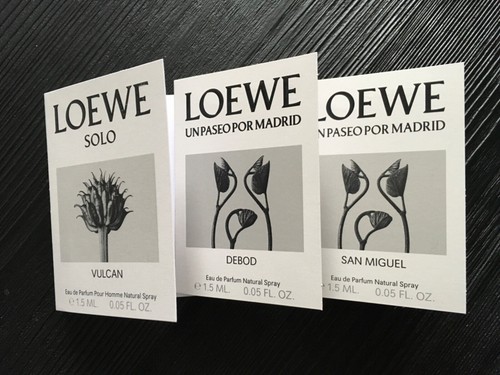 LOEWE
SOLO
VULCAN
Eau de Parfum Pour Homme Natural Spray
℮ 1.5 ML. 0.05 FL. OZ.
LOEWE
UN PASEO POR MADRID
DEBOD
Eau de Parfum Natural Spray
℮ 1.5 ML. 0.05 FL. OZ.
LOEWE
UN PASEO POR MADRID
SAN MIGUEL
Eau de Parfum Natural Spray
℮ 1.5 ML. 0.05 FL. OZ.